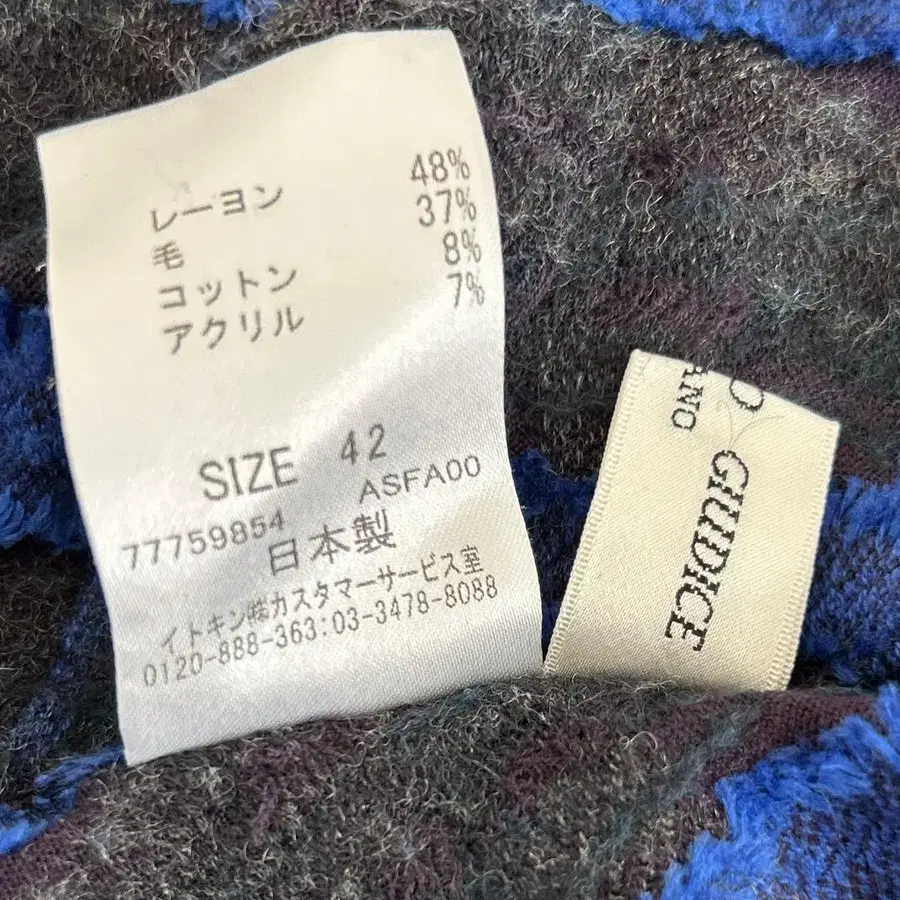 レーヨン 48%
毛 37%
コットン 8%
アクリル 7%
SIZE 42
77759854 ASFA00
日本製
イトキン㈱カスタマーサービス室
0120-888-363:03-3478-8088
GIUDICE